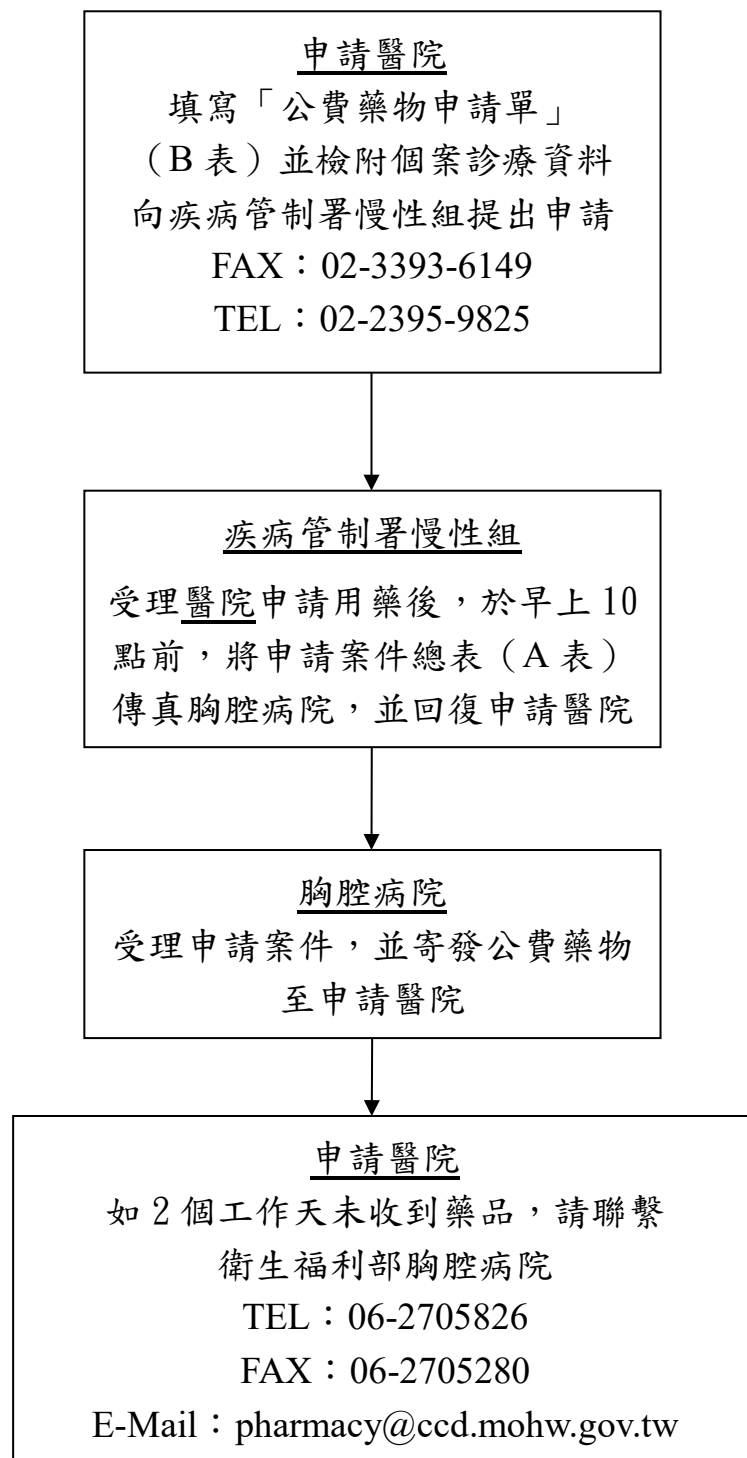 申請醫院
填寫「公費藥物申請單」
（B 表）並檢附個案診療資料
向疾病管制署慢性組提出申請
FAX：02-3393-6149
TEL：02-2395-9825
疾病管制署慢性組
受理醫院申請用藥後，於早上 10
點前，將申請案件總表（A 表）
傳真胸腔病院，並回復申請醫院
胸腔病院
受理申請案件，並寄發公費藥物
至申請醫院
申請醫院
如 2 個工作天未收到藥品，請聯繫
衛生福利部胸腔病院
TEL：06-2705826
FAX：06-2705280
E-Mail：pharmacy@ccd.mohw.gov.tw